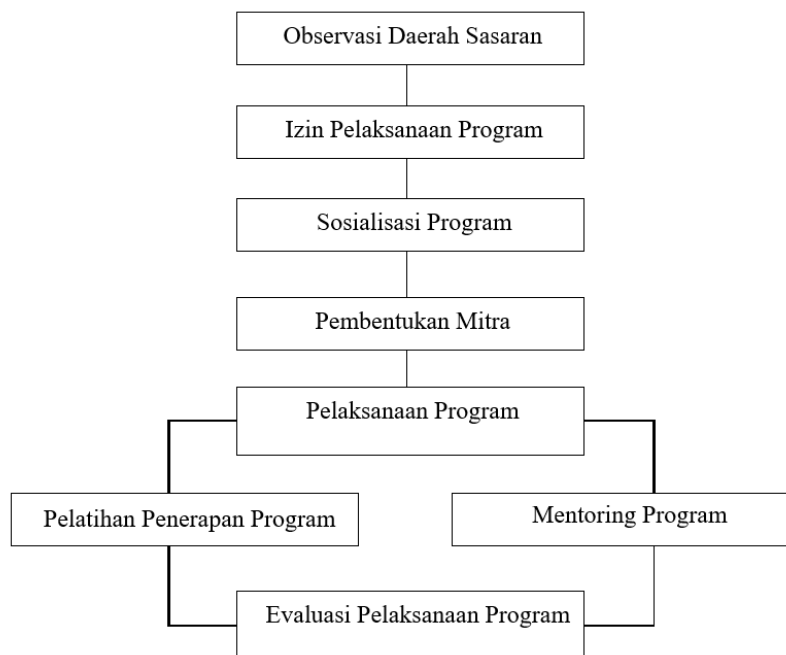 Observasi Daerah Sasaran
Izin Pelaksanaan Program
Sosialisasi Program
Pembentukan Mitra
Pelaksanaan Program
Pelatihan Penerapan Program
Mentoring Program
Evaluasi Pelaksanaan Program